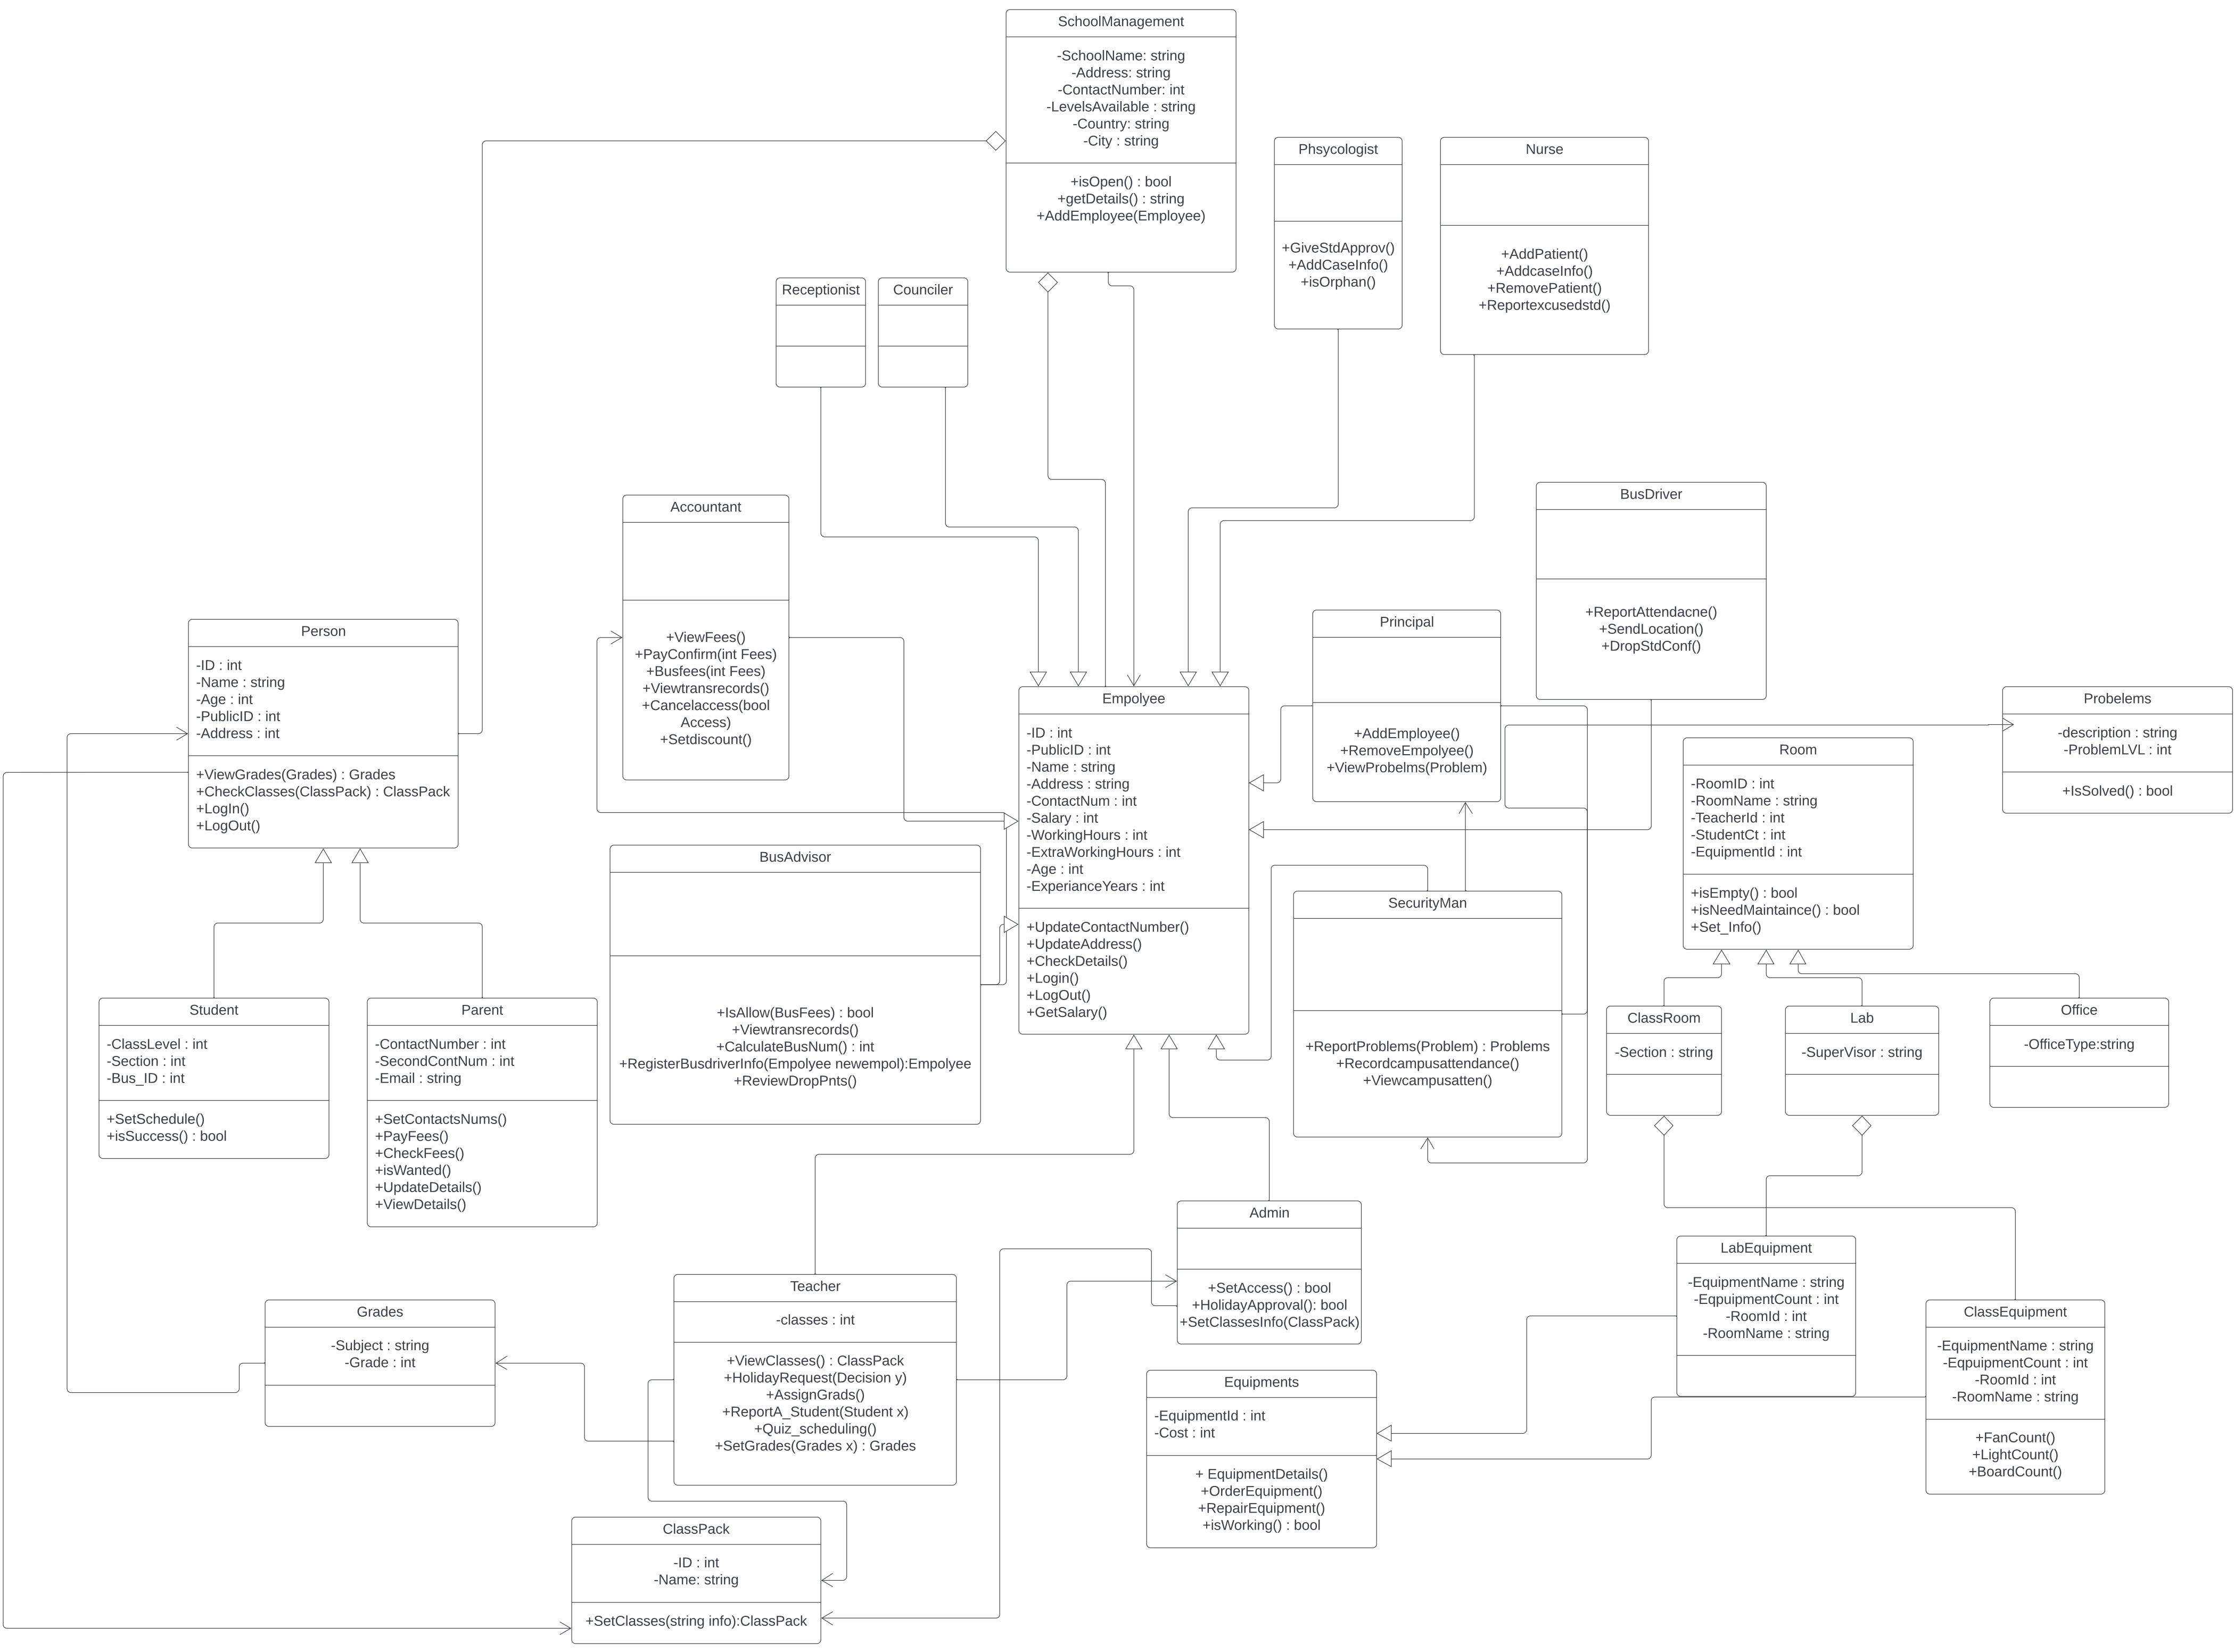 SchoolManagement
-SchoolName: string
-Address: string
-ContactNumber: int
-LevelsAvailable : string
-Country: string
-City : string
+isOpen() : bool
+getDetails() : string
+AddEmployee(Employee)
Phsycologist
+GiveStdApprov()
+AddCaseInfo()
+isOrphan()
Nurse
+AddPatient()
+AddcaseInfo()
+RemovePatient()
+Reportexcusedstd()
Receptionist
Counciler
Accountant
+ViewFees()
+PayConfirm(int Fees)
+Busfees(int Fees)
+Viewtransrecords()
+Cancelaccess(bool
Access)
+Setdiscount()
BusDriver
+ReportAttendacne()
+SendLocation()
+DropStdConf()
Person
-ID : int
-Name : string
-Age : int
-PublicID : int
-Address : int
+ViewGrades(Grades) : Grades
+CheckClasses(ClassPack) : ClassPack
+LogIn()
+LogOut()
Principal
+AddEmployee()
+RemoveEmpolyee()
+ViewProbelms(Problem)
Empolyee
-ID : int
-PublicID : int
-Name : string
-Address : string
-ContactNum : int
-Salary : int
-WorkingHours : int
-ExtraWorkingHours : int
-Age : int
-ExperianceYears : int
+UpdateContactNumber()
+UpdateAddress()
+CheckDetails()
+Login()
+LogOut()
+GetSalary()
Probelems
-description : string
-ProblemLVL : int
+IsSolved() : bool
Room
-RoomID : int
-RoomName : string
-TeacherId : int
-StudentCt : int
-EquipmentId : int
+isEmpty() : bool
+isNeedMaintaince() : bool
+Set_Info()
BusAdvisor
+IsAllow(BusFees) : bool
+Viewtransrecords()
+CalculateBusNum() : int
+RegisterBusdriverInfo(Empolyee newempol):Empolyee
+ReviewDropPnts()
SecurityMan
+ReportProblems(Problem) : Problems
+Recordcampusattendance()
+Viewcampusatten()
Student
-ClassLevel : int
-Section : int
-Bus_ID : int
+SetSchedule()
+isSuccess() : bool
Parent
-ContactNumber : int
-SecondContNum : int
-Email : string
+SetContactsNums()
+PayFees()
+CheckFees()
+isWanted()
+UpdateDetails()
+ViewDetails()
ClassRoom
-Section : string
Lab
-SuperVisor : string
Office
-OfficeType:string
Admin
+SetAccess() : bool
+HolidayApproval(): bool
+SetClassesInfo(ClassPack)
LabEquipment
-EquipmentName : string
-EqpuipmentCount : int
-RoomId : int
-RoomName : string
Teacher
-classes : int
+ViewClasses() : ClassPack
+HolidayRequest(Decision y)
+AssignGrads()
+ReportA_Student(Student x)
+Quiz_scheduling()
+SetGrades(Grades x) : Grades
Grades
-Subject : string
-Grade : int
ClassEquipment
-EquipmentName : string
-EqpuipmentCount : int
-RoomId : int
-RoomName : string
+FanCount()
+LightCount()
+BoardCount()
Equipments
-EquipmentId : int
-Cost : int
+ EquipmentDetails()
+OrderEquipment()
+RepairEquipment()
+isWorking() : bool
ClassPack
-ID : int
-Name: string
+SetClasses(string info):ClassPack